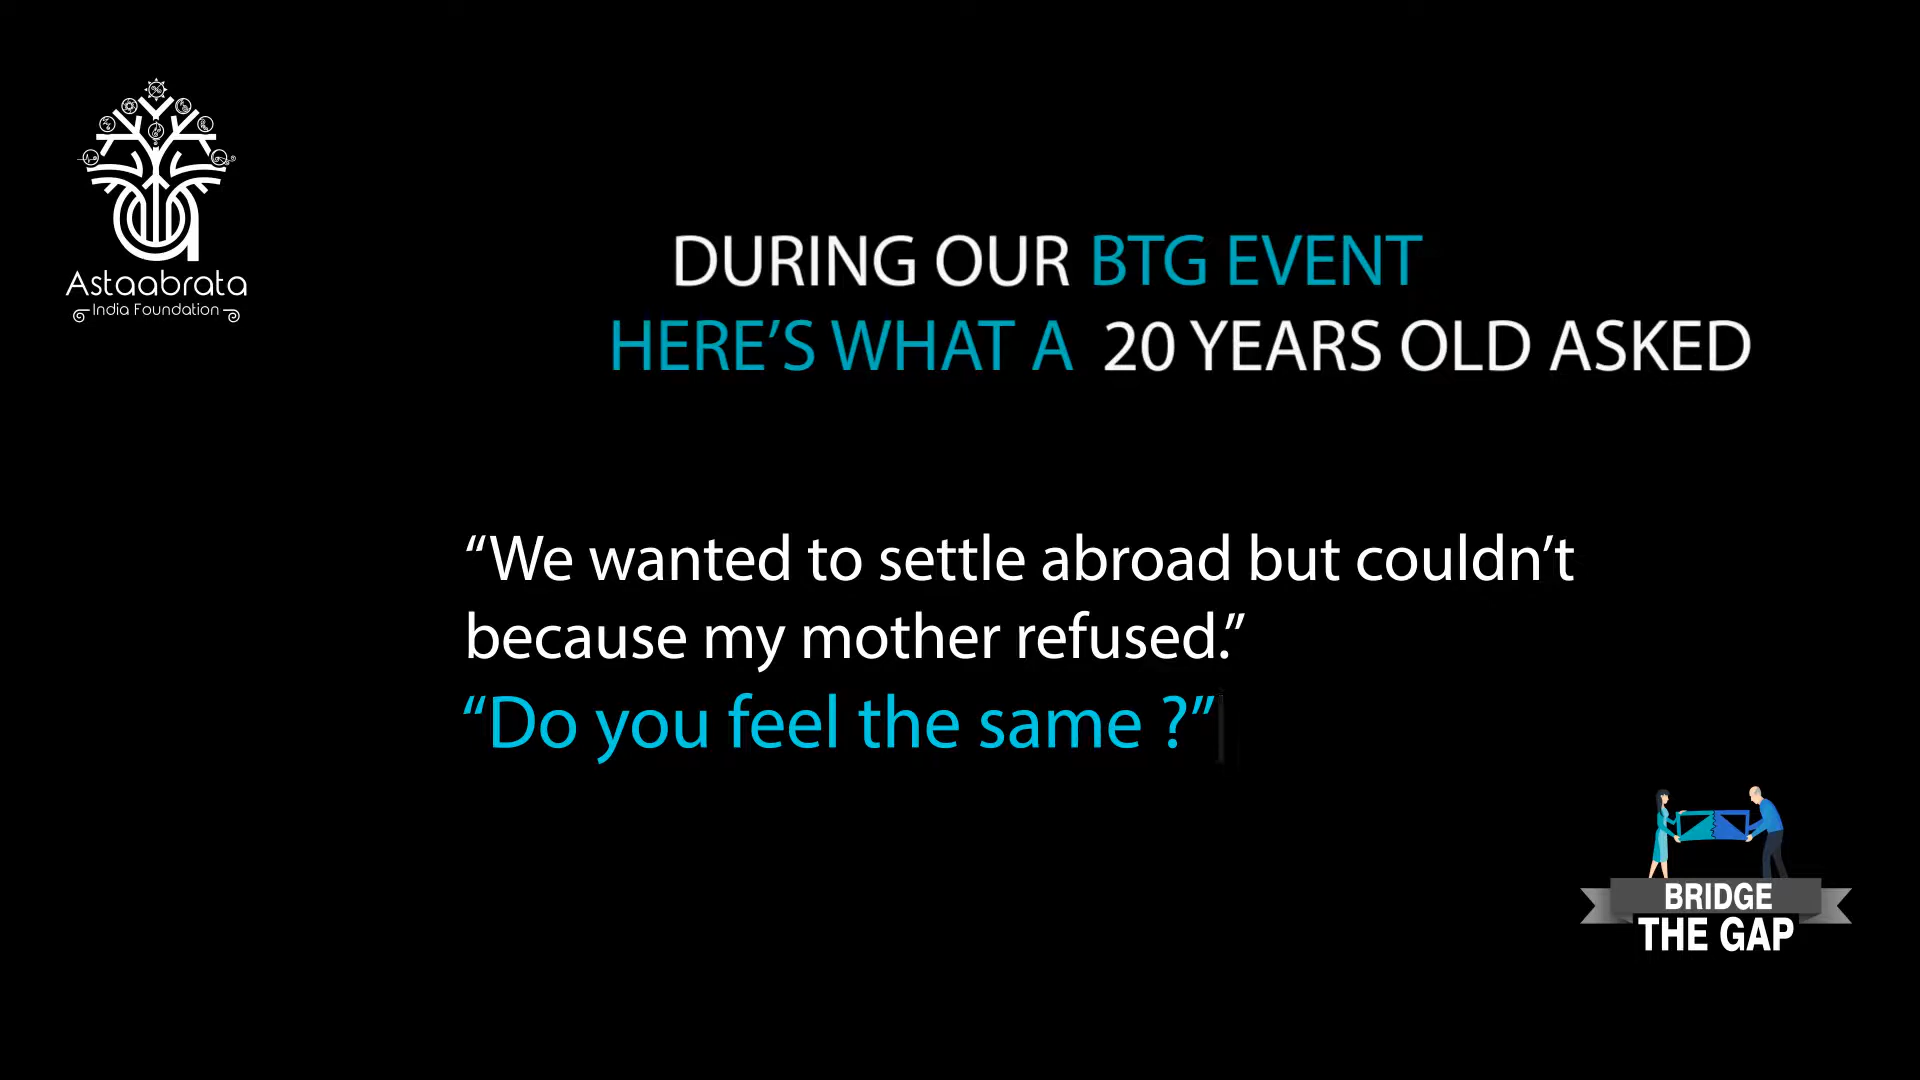 Astaabrata
India Foundation
DURING OUR BTG EVENT
HERE’S WHAT A 20 YEARS OLD ASKED
“We wanted to settle abroad but couldn’t
because my mother refused.”
“Do you feel the same ?”
BRIDGE
THE GAP